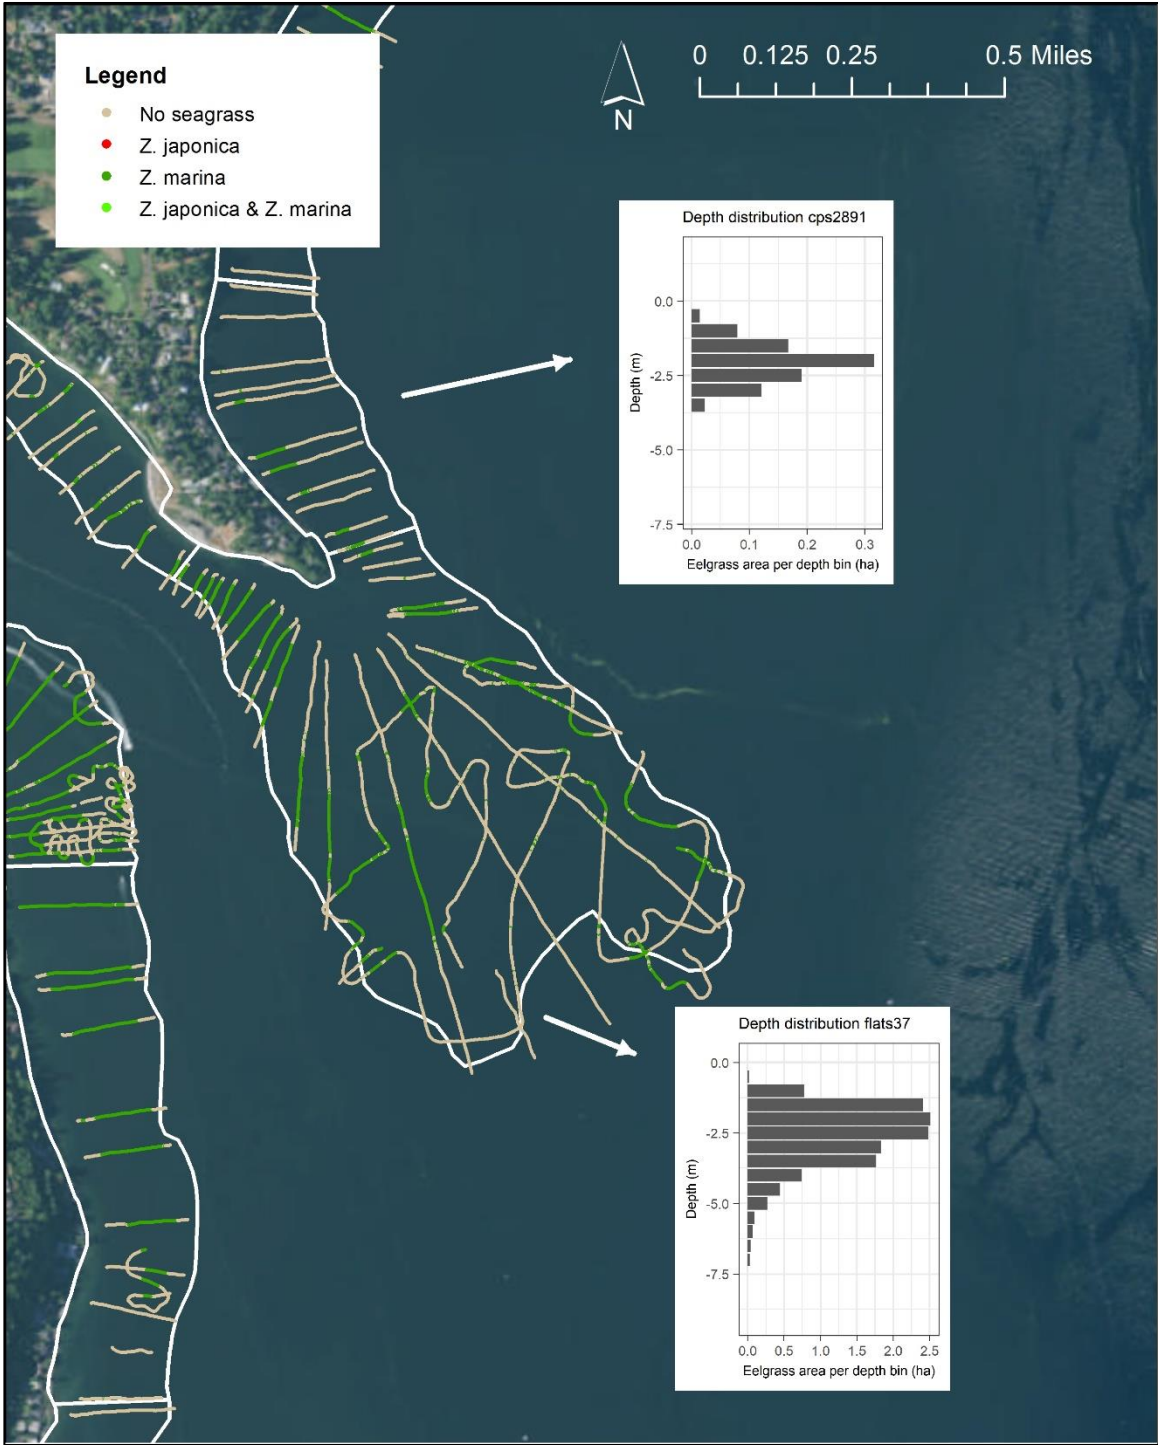 Legend
No seagrass
Z. japonica
Z. marina
Z. japonica & Z. marina
N
0 0.125 0.25 0.5 Miles
Depth distribution cps2891
Depth (m)
0.0
-2.5
-5.0
-7.5
0.0 0.1 0.2 0.3
Eelgrass area per depth bin (ha)
Depth distribution flats37
Depth (m)
0.0
-2.5
-5.0
-7.5
0.0 0.5 1.0 1.5 2.0 2.5
Eelgrass area per depth bin (ha)